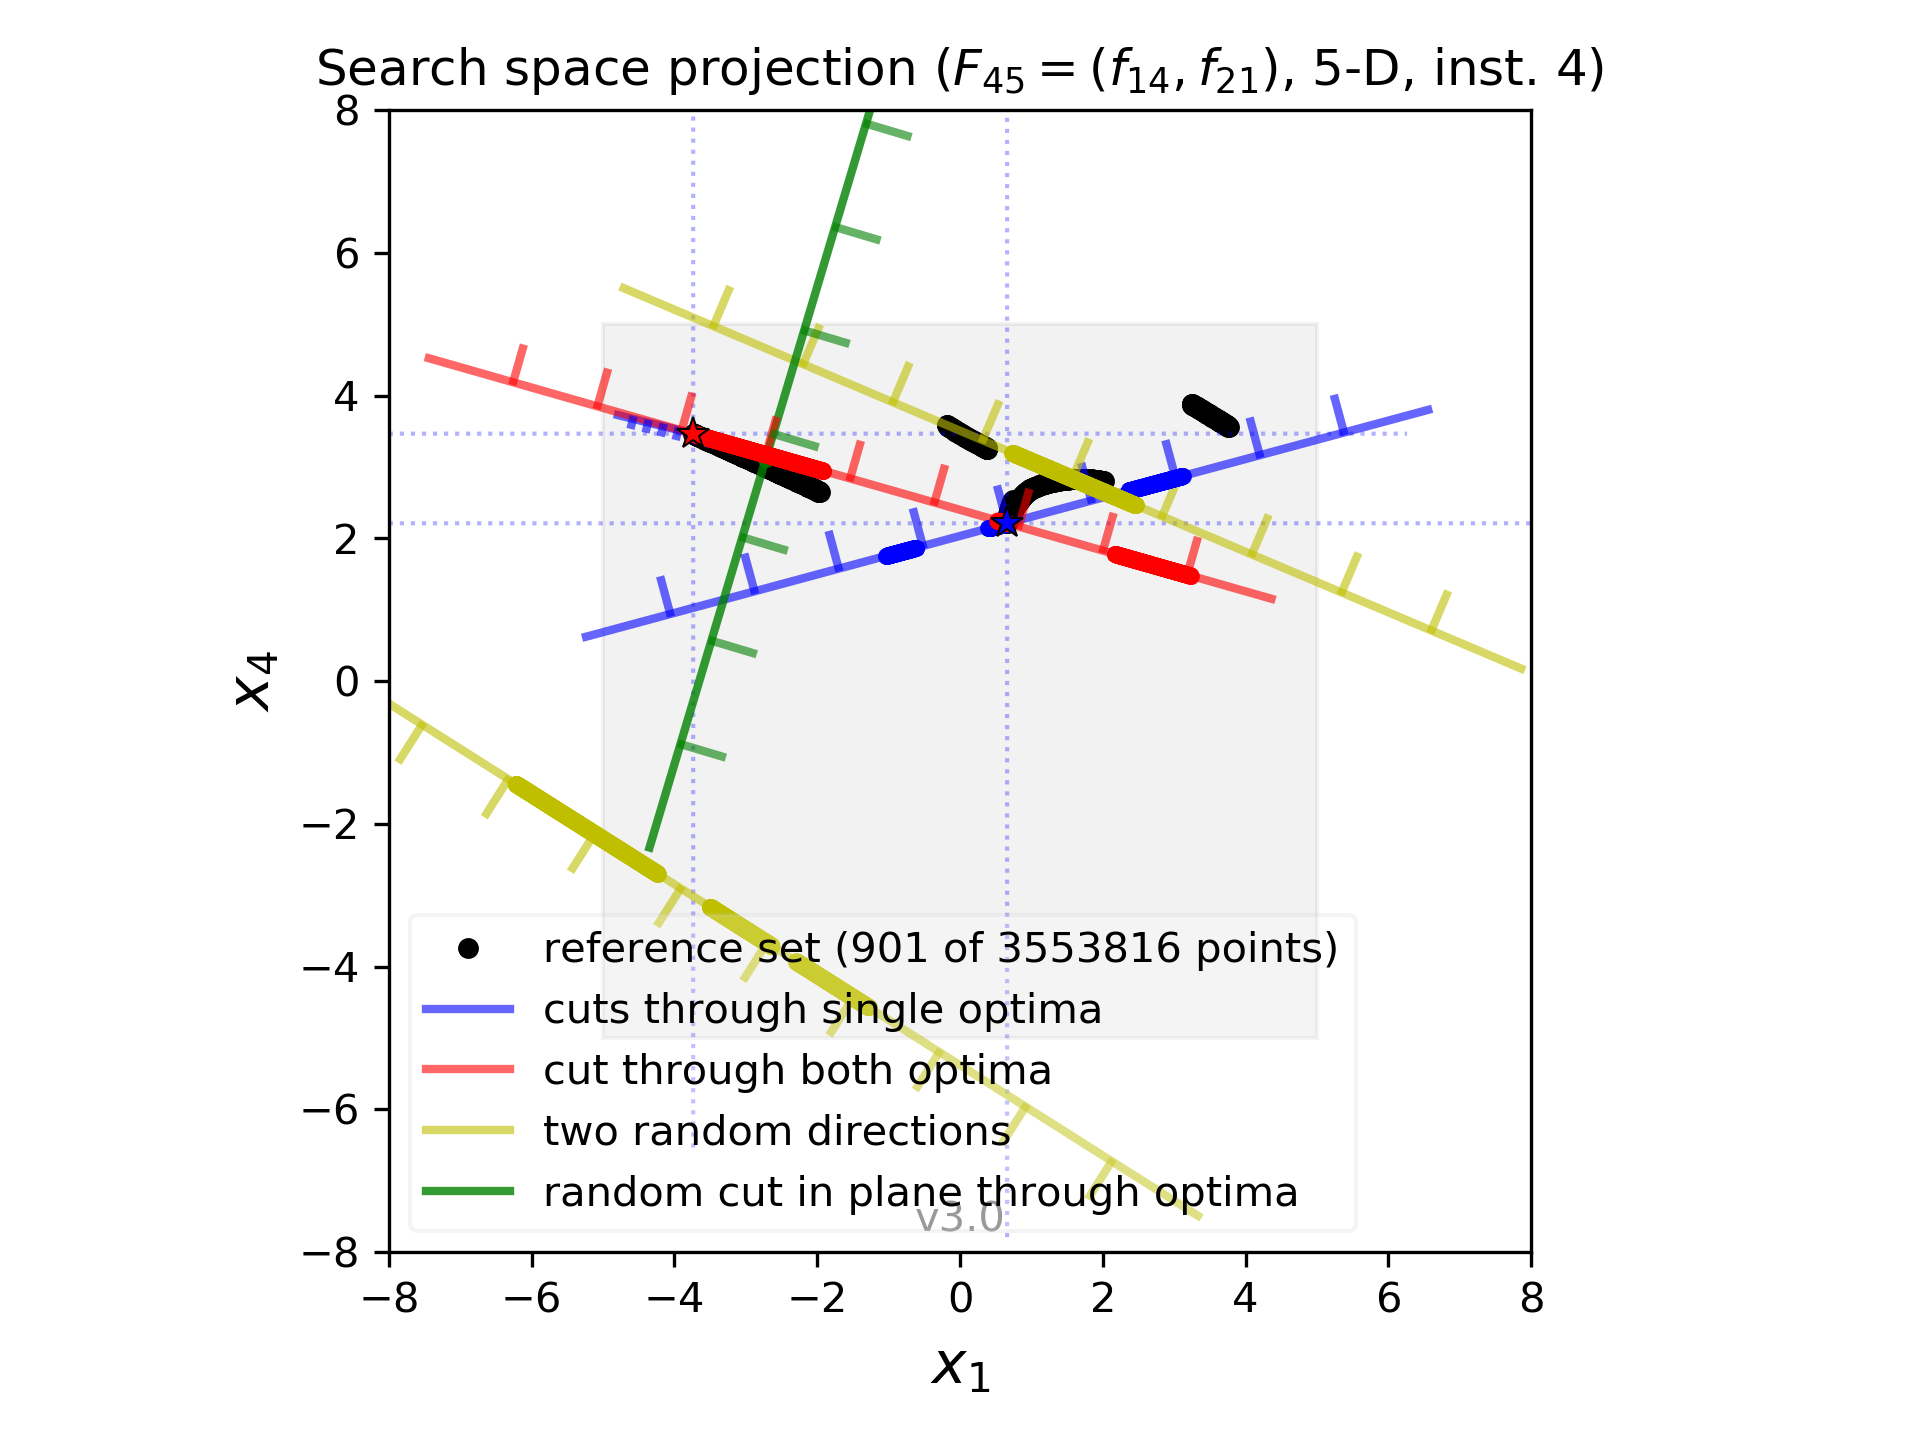 Search space projection (F45 = (f14, f21), 5-D, inst. 4)
8
6
4
2
0
−2
−4
−6
−8
x4
reference set (901 of 3553816 points)
cuts through single optima
cut through both optima
two random directions
random cut in plane through optima
v3.0
−8 −6 −4 −2 0 2 4 6 8
x1